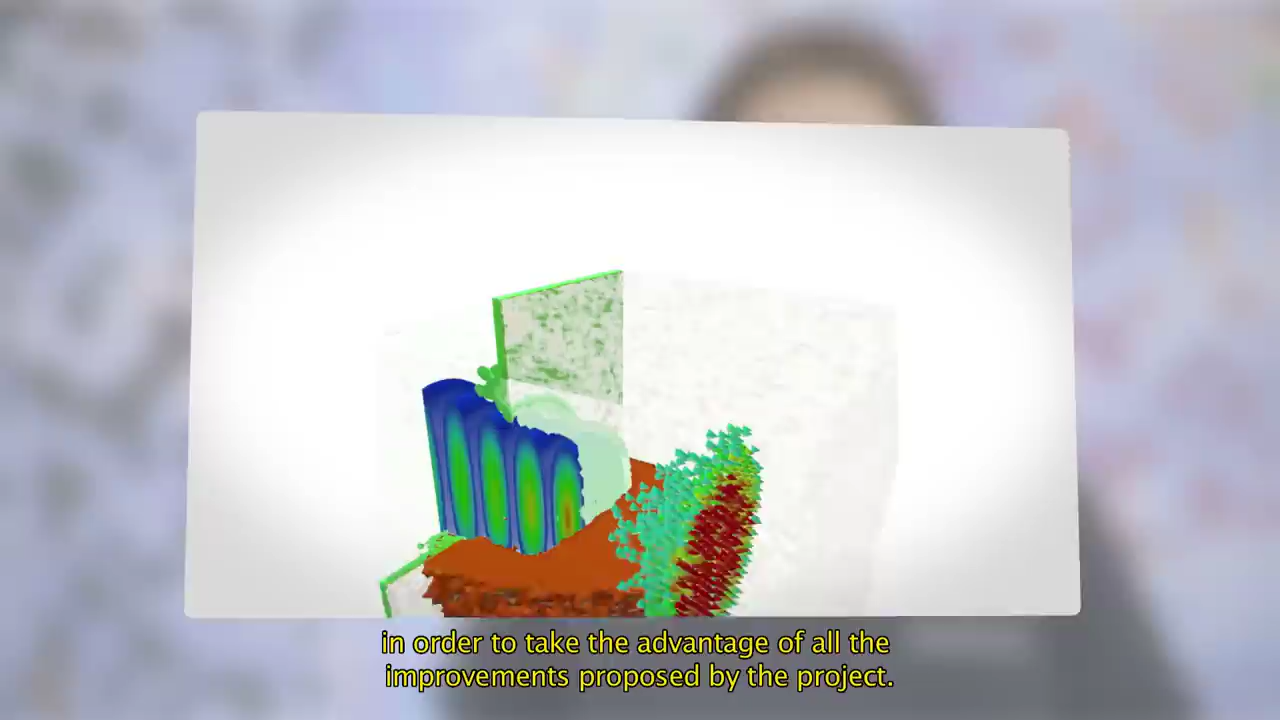 in order to take the advantage of all the
improvements proposed by the project.